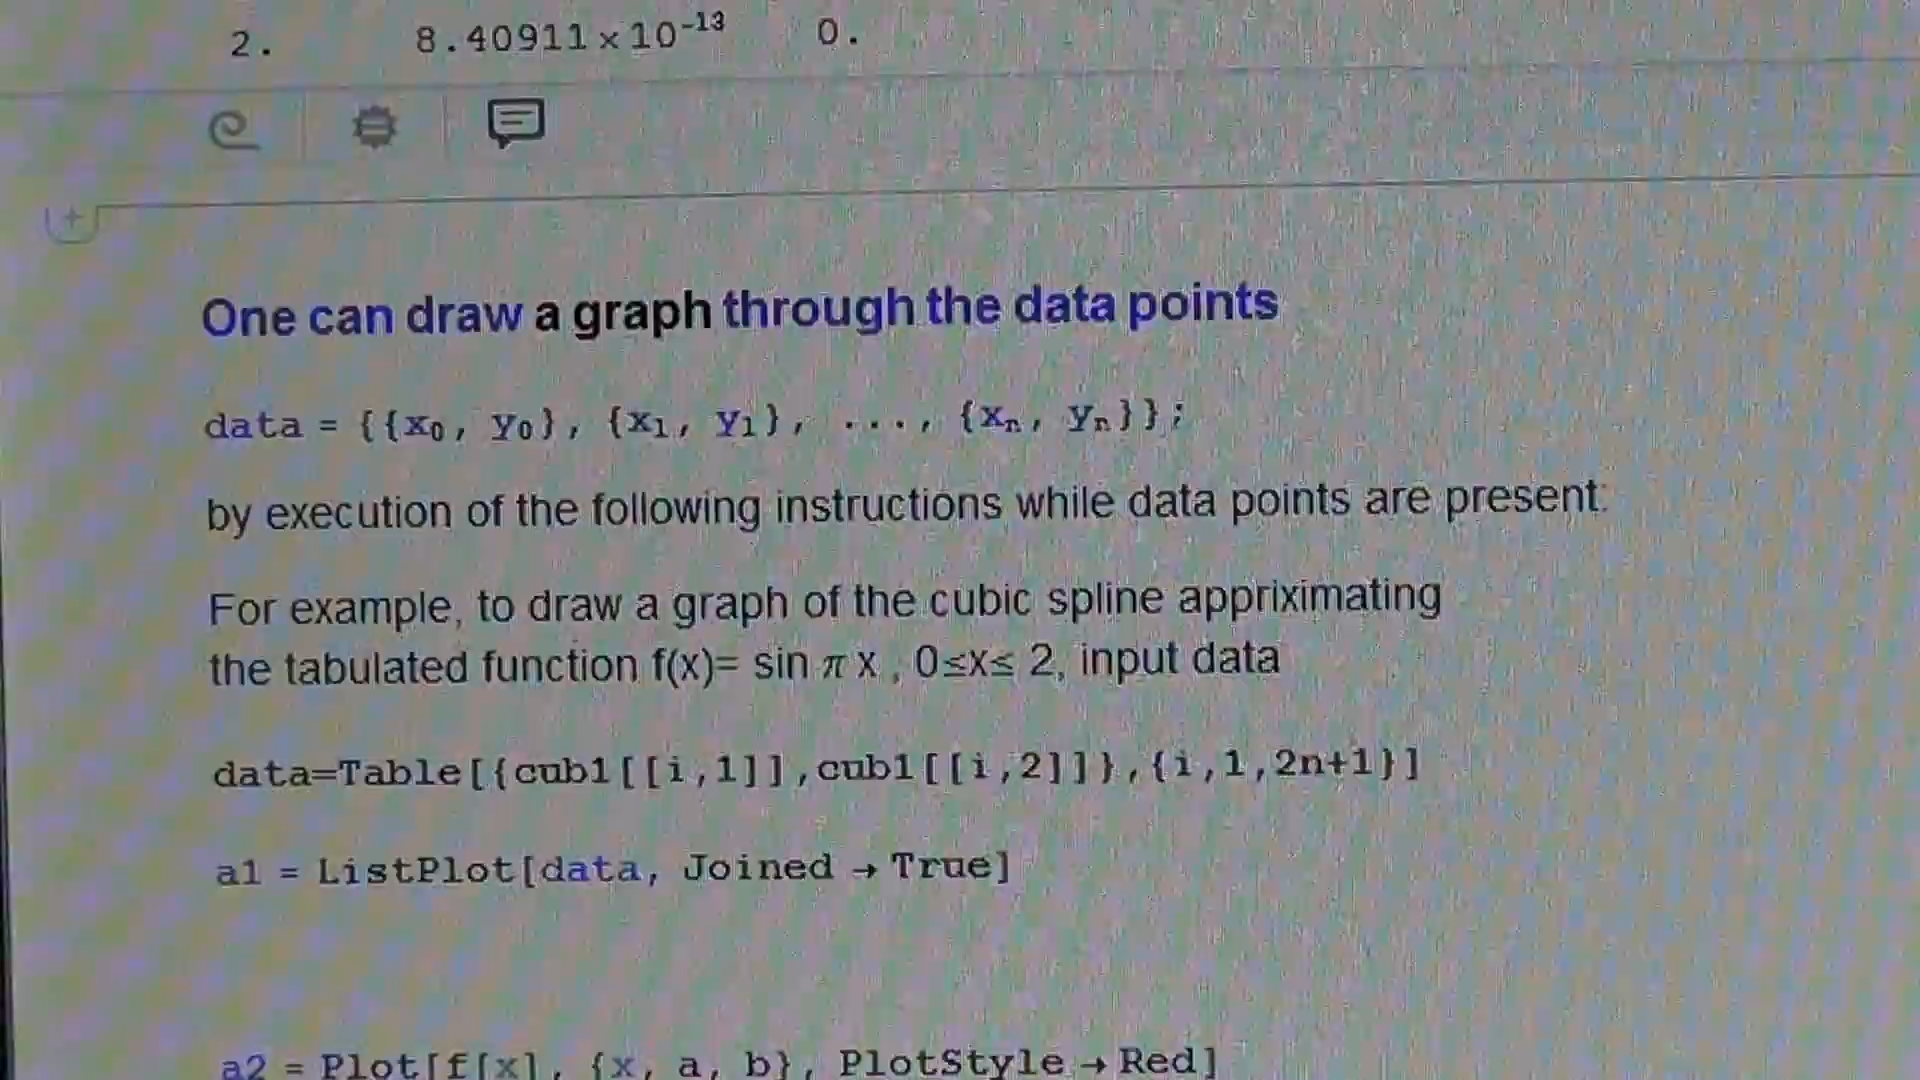 2. 8.40911×10⁻¹³ 0.
One can draw a graph through the data points
data = {{x₀, y₀}, {x₁, y₁}, ..., {xₙ, yₙ}};
by execution of the following instructions while data points are present:
For example, to draw a graph of the cubic spline apprixi​mating
the tabulated function f(x)= sin π x , 0≤x≤ 2, input data
data=Table[{cub1[[i,1]],cub1[[i,2]]},{i,1,2n+1}]
a1 = ListPlot[data, Joined → True]
a2 = Plot[f[x], {x, a, b}, PlotStyle → Red]